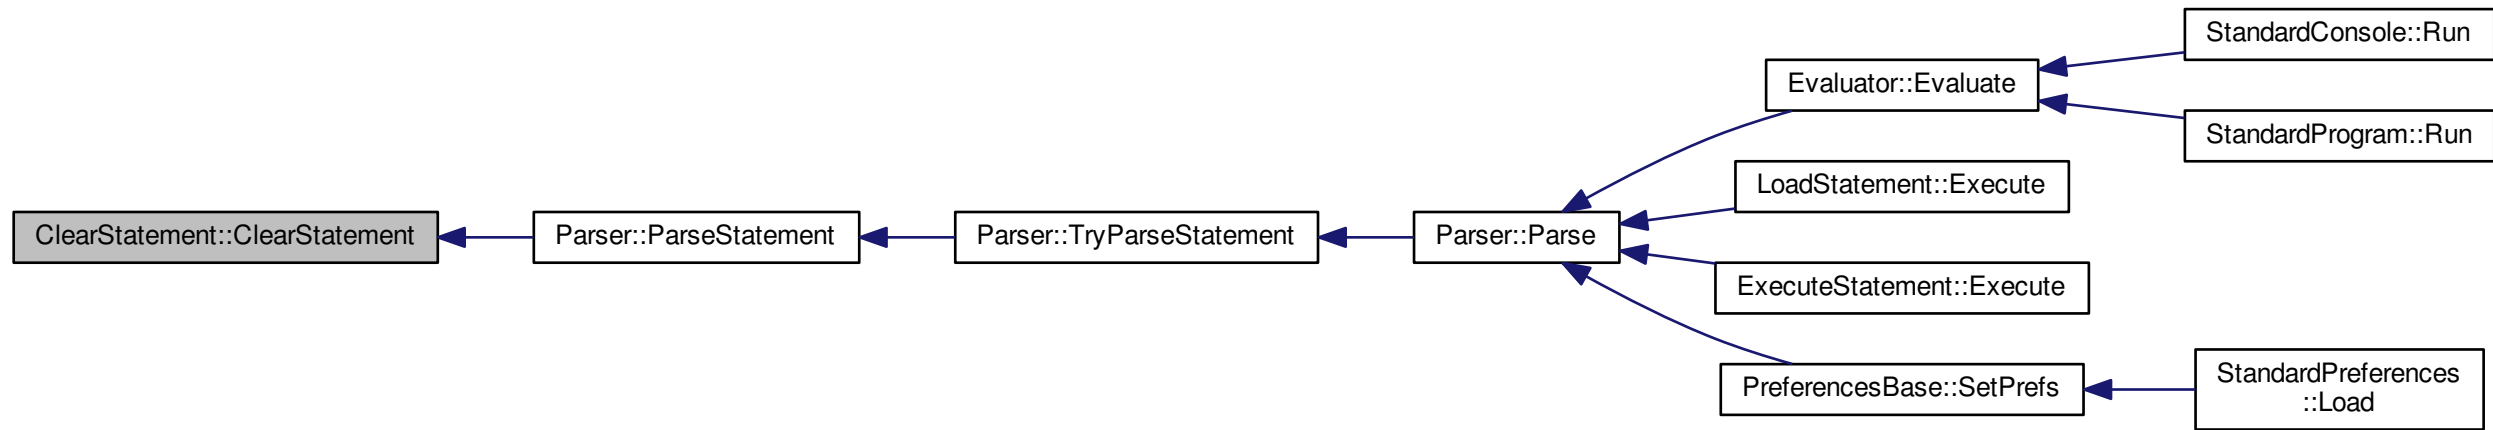 StandardConsole::Run
Evaluator::Evaluate
StandardProgram::Run
LoadStatement::Execute
ClearStatement::ClearStatement
Parser::ParseStatement
Parser::TryParseStatement
Parser::Parse
ExecuteStatement::Execute
PreferencesBase::SetPrefs
StandardPreferences
::Load